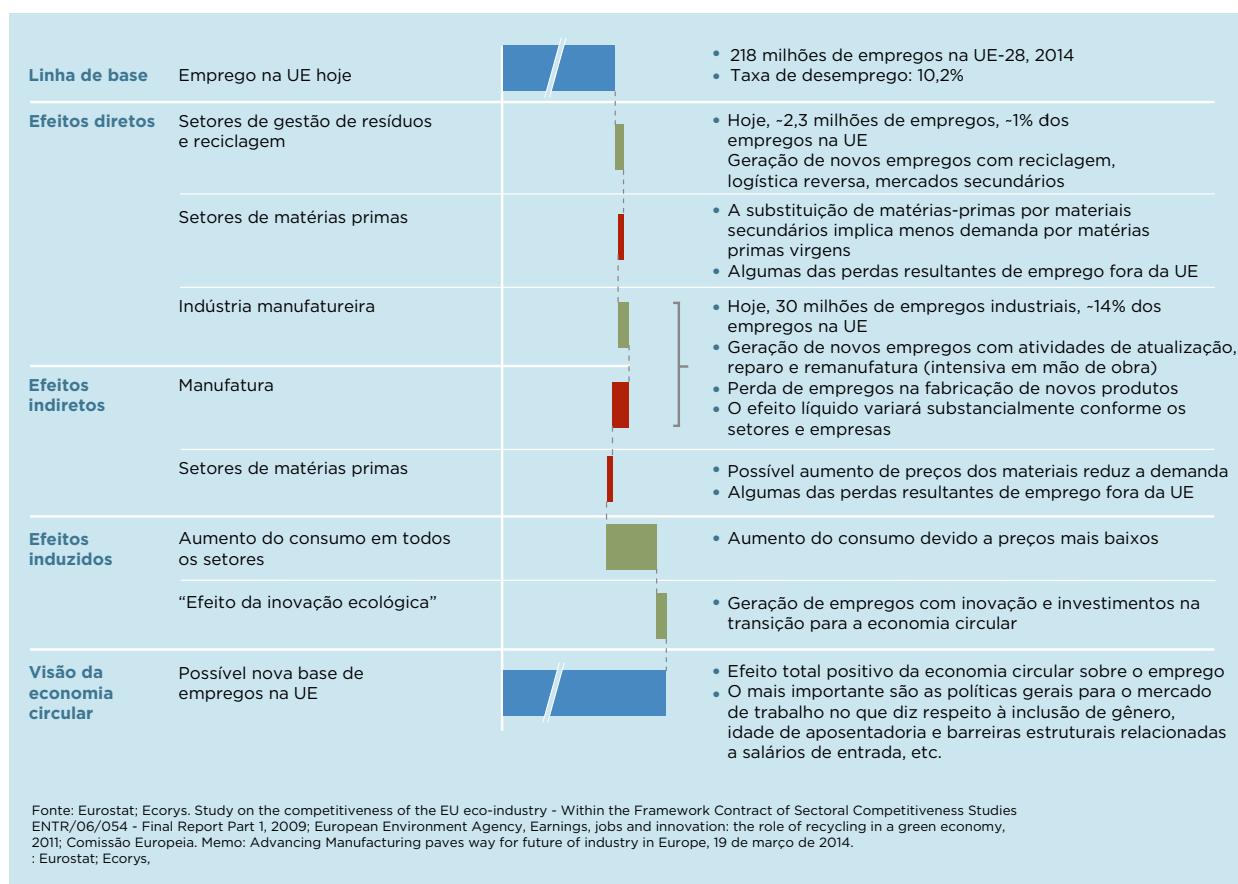 Linha de base
Emprego na UE hoje
• 218 milhões de empregos na UE-28, 2014
• Taxa de desemprego: 10,2%
Efeitos diretos
Setores de gestão de resíduos
e reciclagem
• Hoje, ~2,3 milhões de empregos, ~1% dos
empregos na UE
Geração de novos empregos com reciclagem,
logística reversa, mercados secundários
Setores de matérias primas
• A substituição de matérias-primas por materiais
secundários implica menos demanda por matérias
primas virgens
• Algumas das perdas resultantes de emprego fora da UE
Indústria manufatureira
• Hoje, 30 milhões de empregos industriais, ~14% dos
empregos na UE
• Geração de novos empregos com atividades de atualização,
reparo e remanufatura (intensiva em mão de obra)
• Perda de empregos na fabricação de novos produtos
• O efeito líquido variará substancialmente conforme os
setores e empresas
Efeitos
indiretos
Manufatura
Setores de matérias primas
• Possível aumento de preços dos materiais reduz a demanda
• Algumas das perdas resultantes de emprego fora da UE
Efeitos
induzidos
Aumento do consumo em todos
os setores
• Aumento do consumo devido a preços mais baixos
“Efeito da inovação ecológica”
• Geração de empregos com inovação e investimentos na
transição para a economia circular
Visão da
economia
circular
Possível nova base de
empregos na UE
• Efeito total positivo da economia circular sobre o emprego
• O mais importante são as políticas gerais para o mercado
de trabalho no que diz respeito à inclusão de gênero,
idade de aposentadoria e barreiras estruturais relacionadas
a salários de entrada, etc.
Fonte: Eurostat; Ecorys. Study on the competitiveness of the EU eco-industry - Within the Framework Contract of Sectoral Competitiveness Studies
ENTR/06/054 - Final Report Part 1, 2009; European Environment Agency, Earnings, jobs and innovation: the role of recycling in a green economy,
2011; Comissão Europeia. Memo: Advancing Manufacturing paves way for future of industry in Europe, 19 de março de 2014.
: Eurostat; Ecorys,